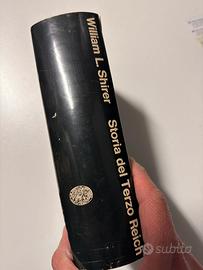 William L. Shirer
Storia del Terzo Reich
subito